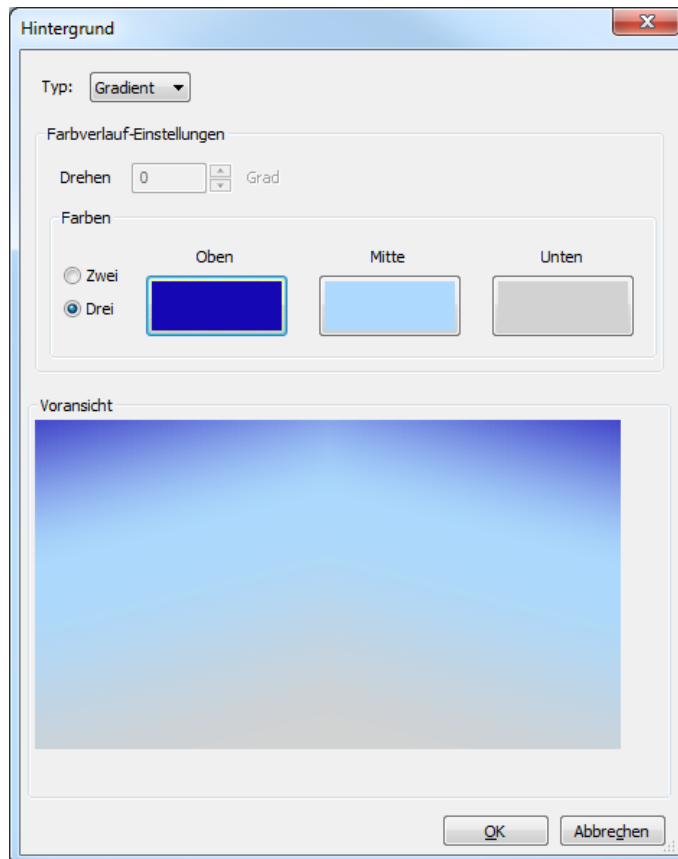 Hintergrund
Typ: Gradient
Farbverlauf-Einstellungen
Drehen 0 Grad
Farben
Oben Mitte Unten
Zwei
Drei
Voransicht
OK Abbrechen